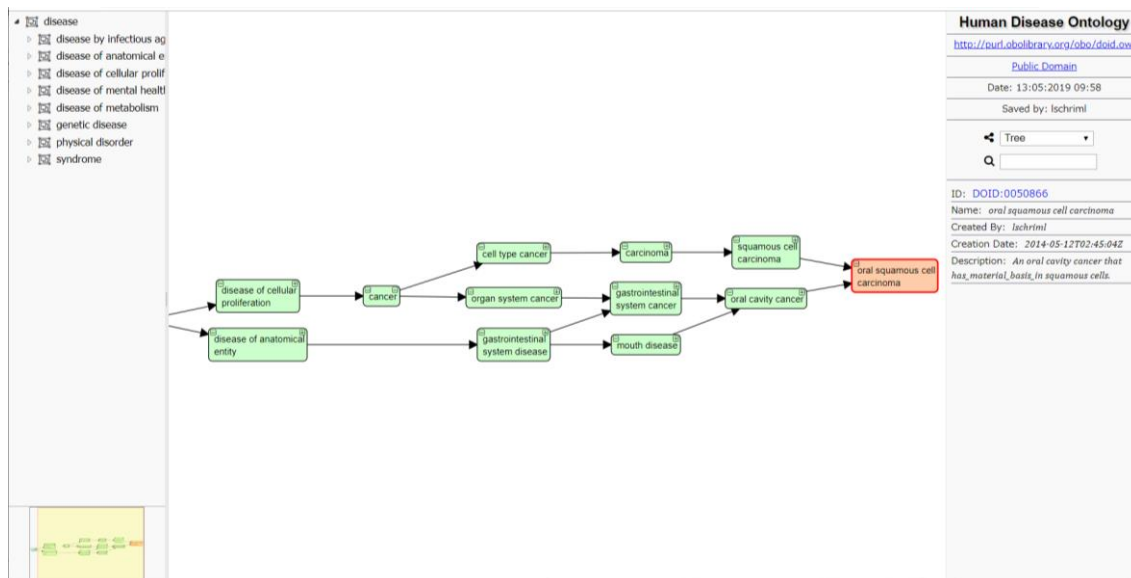 disease
disease by infectious ag
disease of anatomical e
disease of cellular prolif
disease of mental healt
disease of metabolism
genetic disease
physical disorder
syndrome
disease of cellular
proliferation
disease of anatomical
entity
cancer
cell type cancer
organ system cancer
gastrointestinal
system disease
carcinoma
gastrointestinal
system cancer
mouth disease
squamous cell
carcinoma
oral cavity cancer
oral squamous cell
carcinoma
Human Disease Ontology
http://purl.obolibrary.org/obo/doid.ow
Public Domain
Date: 13:05:2019 09:58
Saved by: lschriml
Tree
ID: DOID:0050866
Name: oral squamous cell carcinoma
Created By: lschriml
Creation Date: 2014-05-12T02:45:04Z
Description: An oral cavity cancer that
has_material_basis_in squamous cells.